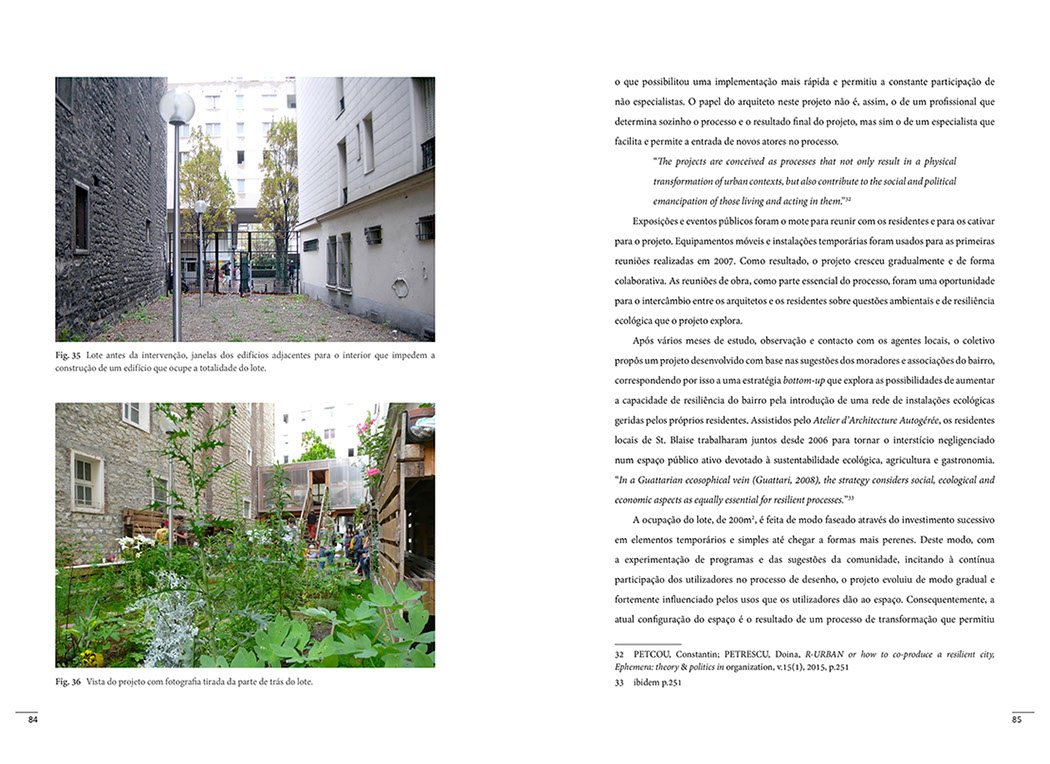 Fig. 35 Lote antes da intervenção, janelas dos edifícios adjacentes para o interior que impedem a
construção de um edifício que ocupe a totalidade do lote.
Fig. 36 Vista do projeto com fotografia tirada da parte de trás do lote.
84
o que possibilitou uma implementação mais rápida e permitiu a constante participação de
não especialistas. O papel do arquiteto neste projeto não é, assim, o de um profissional que
determina sozinho o processo e o resultado final do projeto, mas sim o de um especialista que
facilita e permite a entrada de novos atores no processo.
“The projects are conceived as processes that not only result in a physical
transformation of urban contexts, but also contribute to the social and political
emancipation of those living and acting in them.”32
Exposições e eventos públicos foram o mote para reunir com os residentes e para os cativar
para o projeto. Equipamentos móveis e instalações temporárias foram usados para as primeiras
reuniões realizadas em 2007. Como resultado, o projeto cresceu gradualmente e de forma
colaborativa. As reuniões de obra, como parte essencial do processo, foram uma oportunidade
para o intercâmbio entre os arquitetos e os residentes sobre questões ambientais e de resiliência
ecológica que o projeto explora.
Após vários meses de estudo, observação e contacto com os agentes locais, o coletivo
propôs um projeto desenvolvido com base nas sugestões dos moradores e associações do bairro,
correspondendo por isso a uma estratégia bottom-up que explora as possibilidades de aumentar
a capacidade de resiliência do bairro pela introdução de uma rede de instalações ecológicas
geridas pelos próprios residentes. Assistidos pelo Atelier d’Architecture Autogérée, os residentes
locais de St. Blaise trabalharam juntos desde 2006 para tornar o interstício negligenciado
num espaço público ativo devotado à sustentabilidade ecológica, agricultura e gastronomia.
“In a Guattarian ecosophical vein (Guattari, 2008), the strategy considers social, ecological and
economic aspects as equally essential for resilient processes.”33
A ocupação do lote, de 200m², é feita de modo faseado através do investimento sucessivo
em elementos temporários e simples até chegar a formas mais perenes. Deste modo, com
a experimentação de programas e das sugestões da comunidade, incitando à contínua
participação dos utilizadores no processo de desenho, o projeto evoluiu de modo gradual e
fortemente influenciado pelos usos que os utilizadores dão ao espaço. Consequentemente, a
atual configuração do espaço é o resultado de um processo de transformação que permitiu
32 PETCOU, Constantin; PETRESCU, Doina, R-URBAN or how to co-produce a resilient city,
Ephemera: theory & politics in organization, v.15(1), 2015, p.251
33 ibidem p.251
85